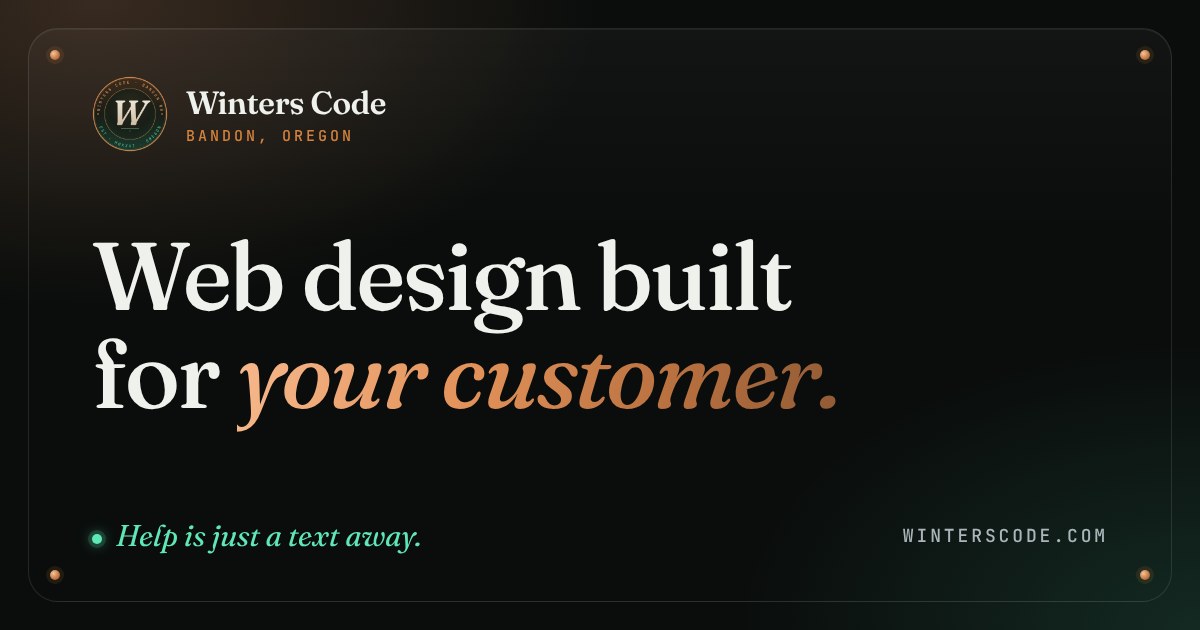 W
Winters Code
BANDON, OREGON
Web design built
for your customer.
Help is just a text away.
WINTERSCODE.COM